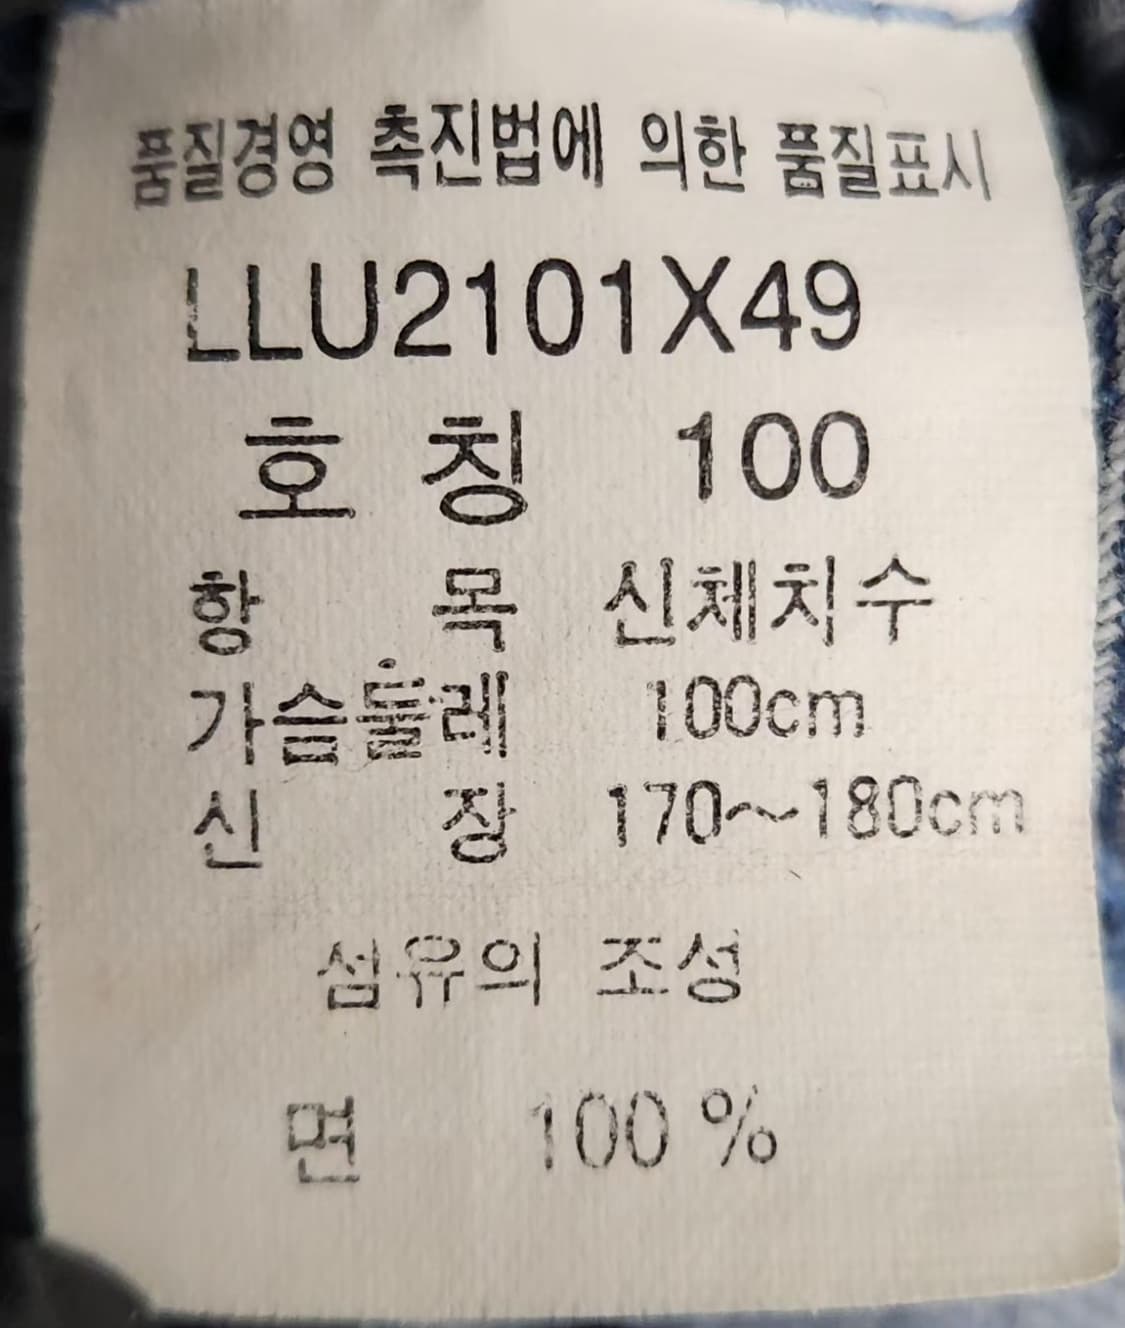 품질경영 촉진법에 의한 품질표시
LLU2101X49
호 칭 100
항 목 신체치수
가슴둘레 100cm
신 장 170~180cm
섬유의 조성
면 100 %